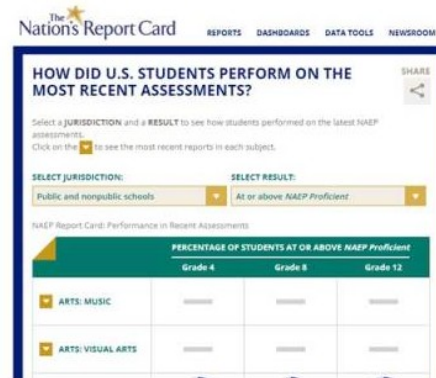 The
Nation's Report Card
REPORTS DASHBOARDS DATA TOOLS NEWSROOM
HOW DID U.S. STUDENTS PERFORM ON THE
MOST RECENT ASSESSMENTS?
SHARE
Select a JURISDICTION and a RESULT to see how students performed on the latest NAEP
assessments.
Click on the to see the most recent reports in each subject.
SELECT JURISDICTION: SELECT RESULT:
Public and nonpublic schools At or above NAEP Proficient
NAEP Report Card: Performance in Recent Assessments
PERCENTAGE OF STUDENTS AT OR ABOVE NAEP Proficient
Grade 4 Grade 8 Grade 12
ARTS: MUSIC
ARTS: VISUAL ARTS